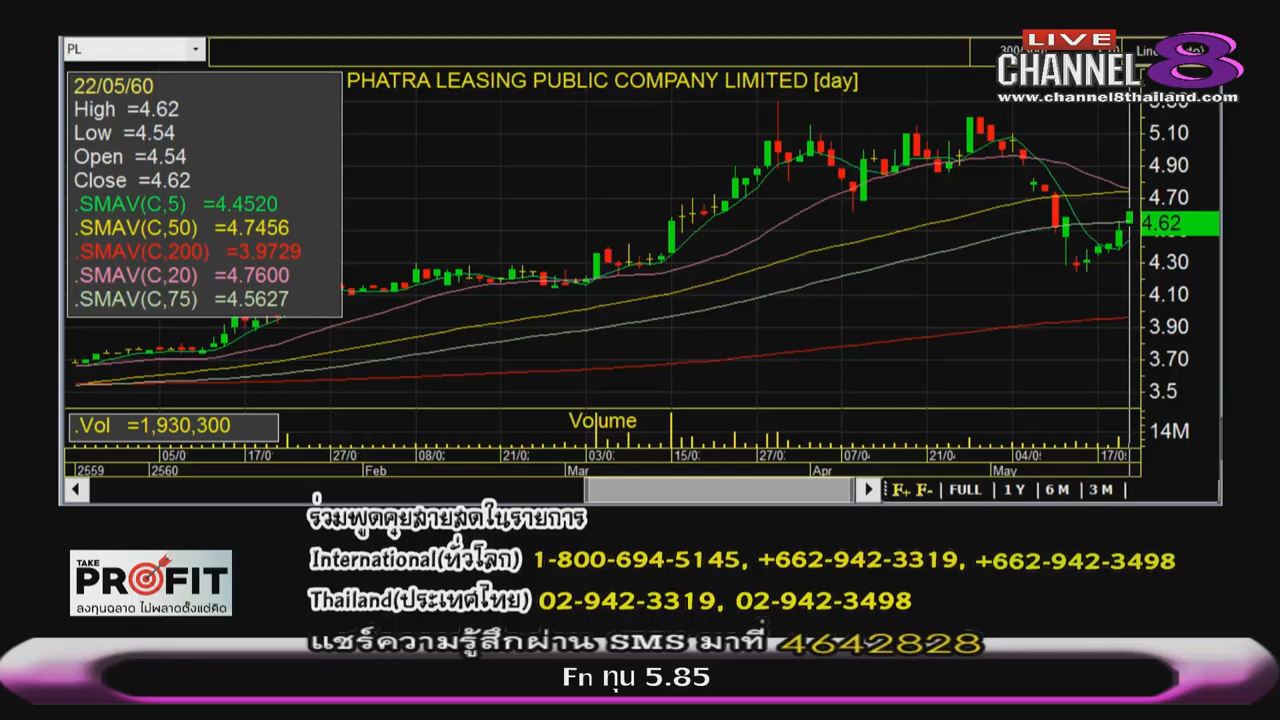 PL
LIVE
CHANNEL 8
www.channel8thailand.com
PHATRA LEASING PUBLIC COMPANY LIMITED [day]
22/05/60
High =4.62
Low =4.54
Open =4.54
Close =4.62
.SMAV(C,5) =4.4520
.SMAV(C,50) =4.7456
.SMAV(C,200) =3.9729
.SMAV(C,20) =4.7600
.SMAV(C,75) =4.5627
5.10
4.90
4.70
4.62
4.30
4.10
3.90
3.70
3.5
.Vol =1,930,300
Volume
14M
05/0 17/0 27/0 08/0 21/0 03/0 15/0 27/0 07/0 21/0 04/0 17/0
2559 2560 Feb Mar Apr May
F+ F- FULL 1 Y 6 M 3 M
ร่วมพูดคุยสายสดในรายการ
International(ทั่วโลก) 1-800-694-5145, +662-942-3319, +662-942-3498
Thailand(ประเทศไทย) 02-942-3319, 02-942-3498
แชร์ความรู้สึกผ่าน SMS มาที่ 4642828
TAKE
PROFIT
ลงทุนฉลาด ไม่พลาดตั้งแต่คิด
Fn ทุน 5.85